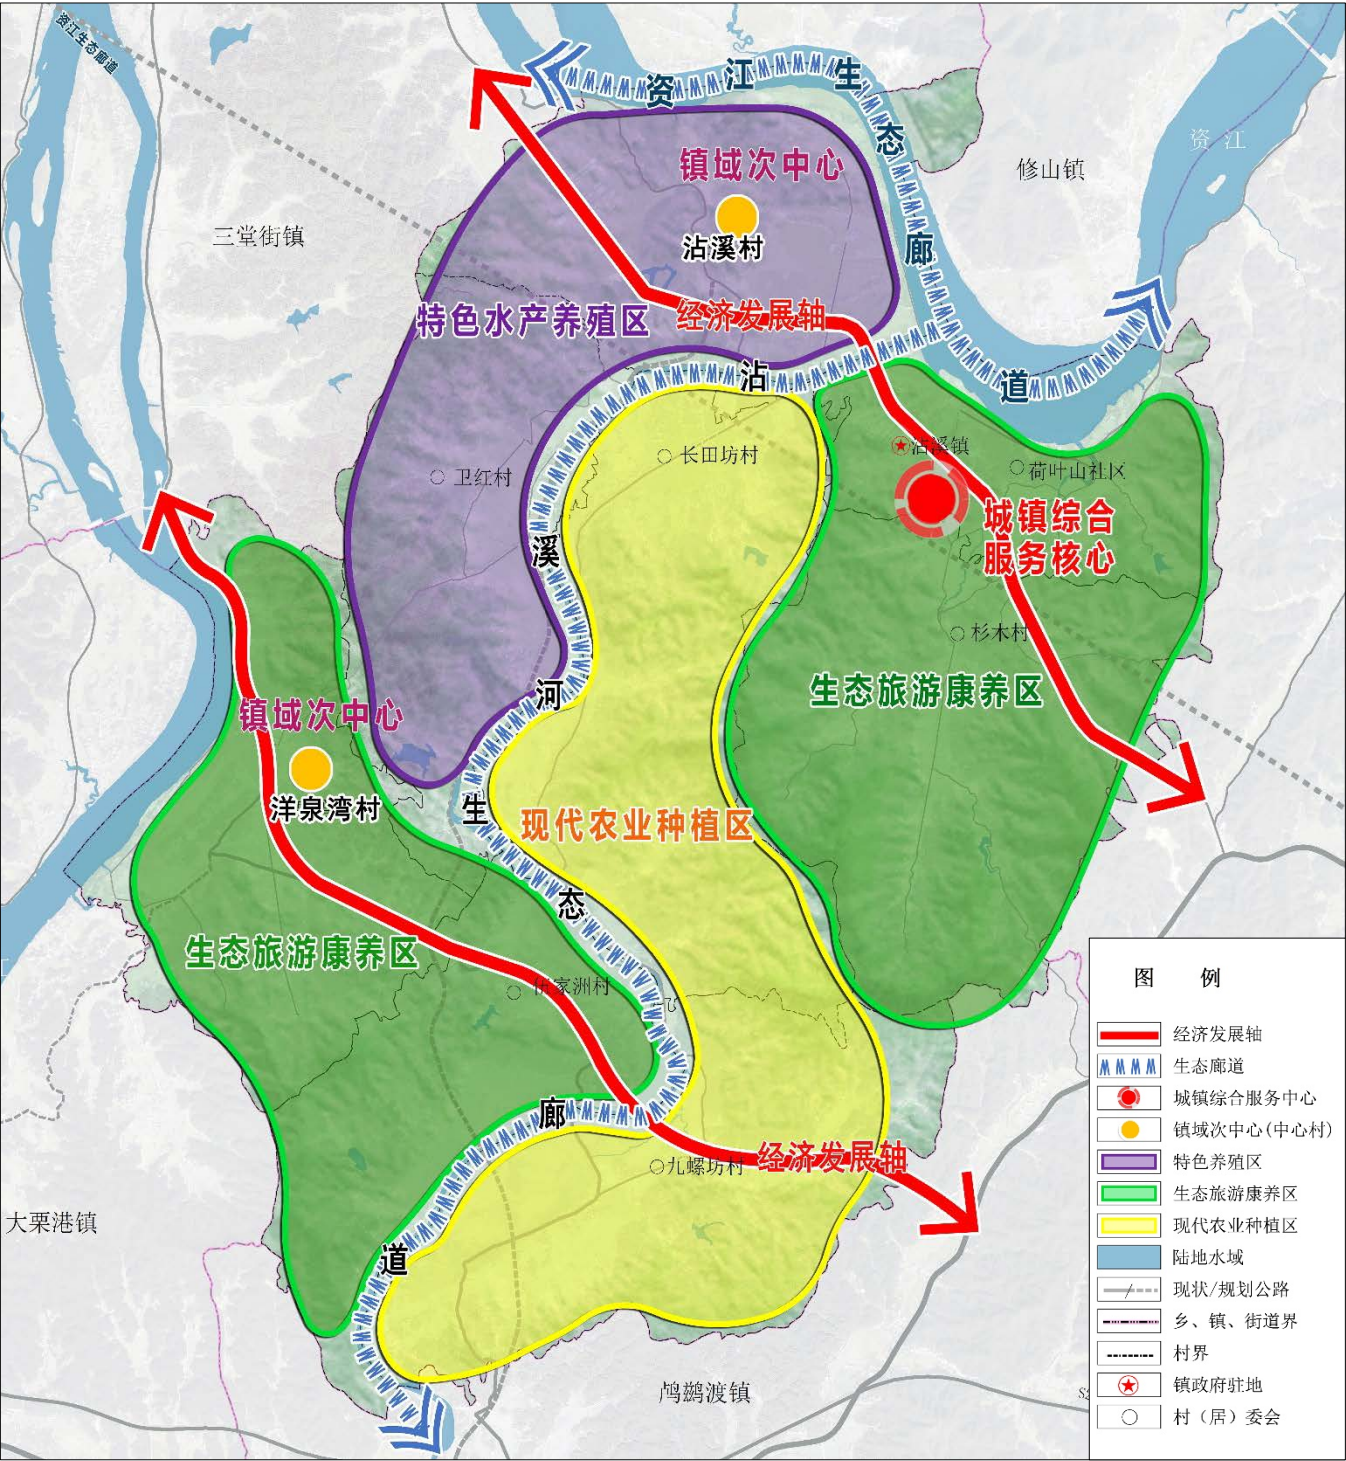 资江生态廊道
资江生态廊道
资江
修山镇
三堂街镇
镇域次中心
沾溪村
特色水产养殖区
经济发展轴
沾溪河生态廊道
卫红村
长田坊村
沾溪镇
荷叶山社区
城镇综合
服务核心
杉木村
生态旅游康养区
镇域次中心
洋泉湾村
现代农业种植区
生态旅游康养区
伍家洲村
九螺坊村
经济发展轴
大栗港镇
鸬鹚渡镇
图 例
经济发展轴
生态廊道
城镇综合服务中心
镇域次中心(中心村)
特色养殖区
生态旅游康养区
现代农业种植区
陆地水域
现状/规划公路
乡、镇、街道界
村界
镇政府驻地
村（居）委会